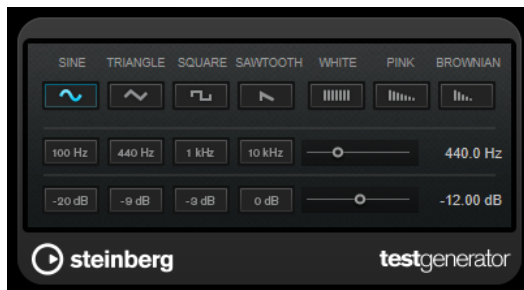 SINE TRIANGLE SQUARE SAWTOOTH WHITE PINK BROWNIAN
100 Hz 440 Hz 1 kHz 10 kHz 440.0 Hz
-20 dB -9 dB -3 dB 0 dB -12.00 dB
steinberg testgenerator